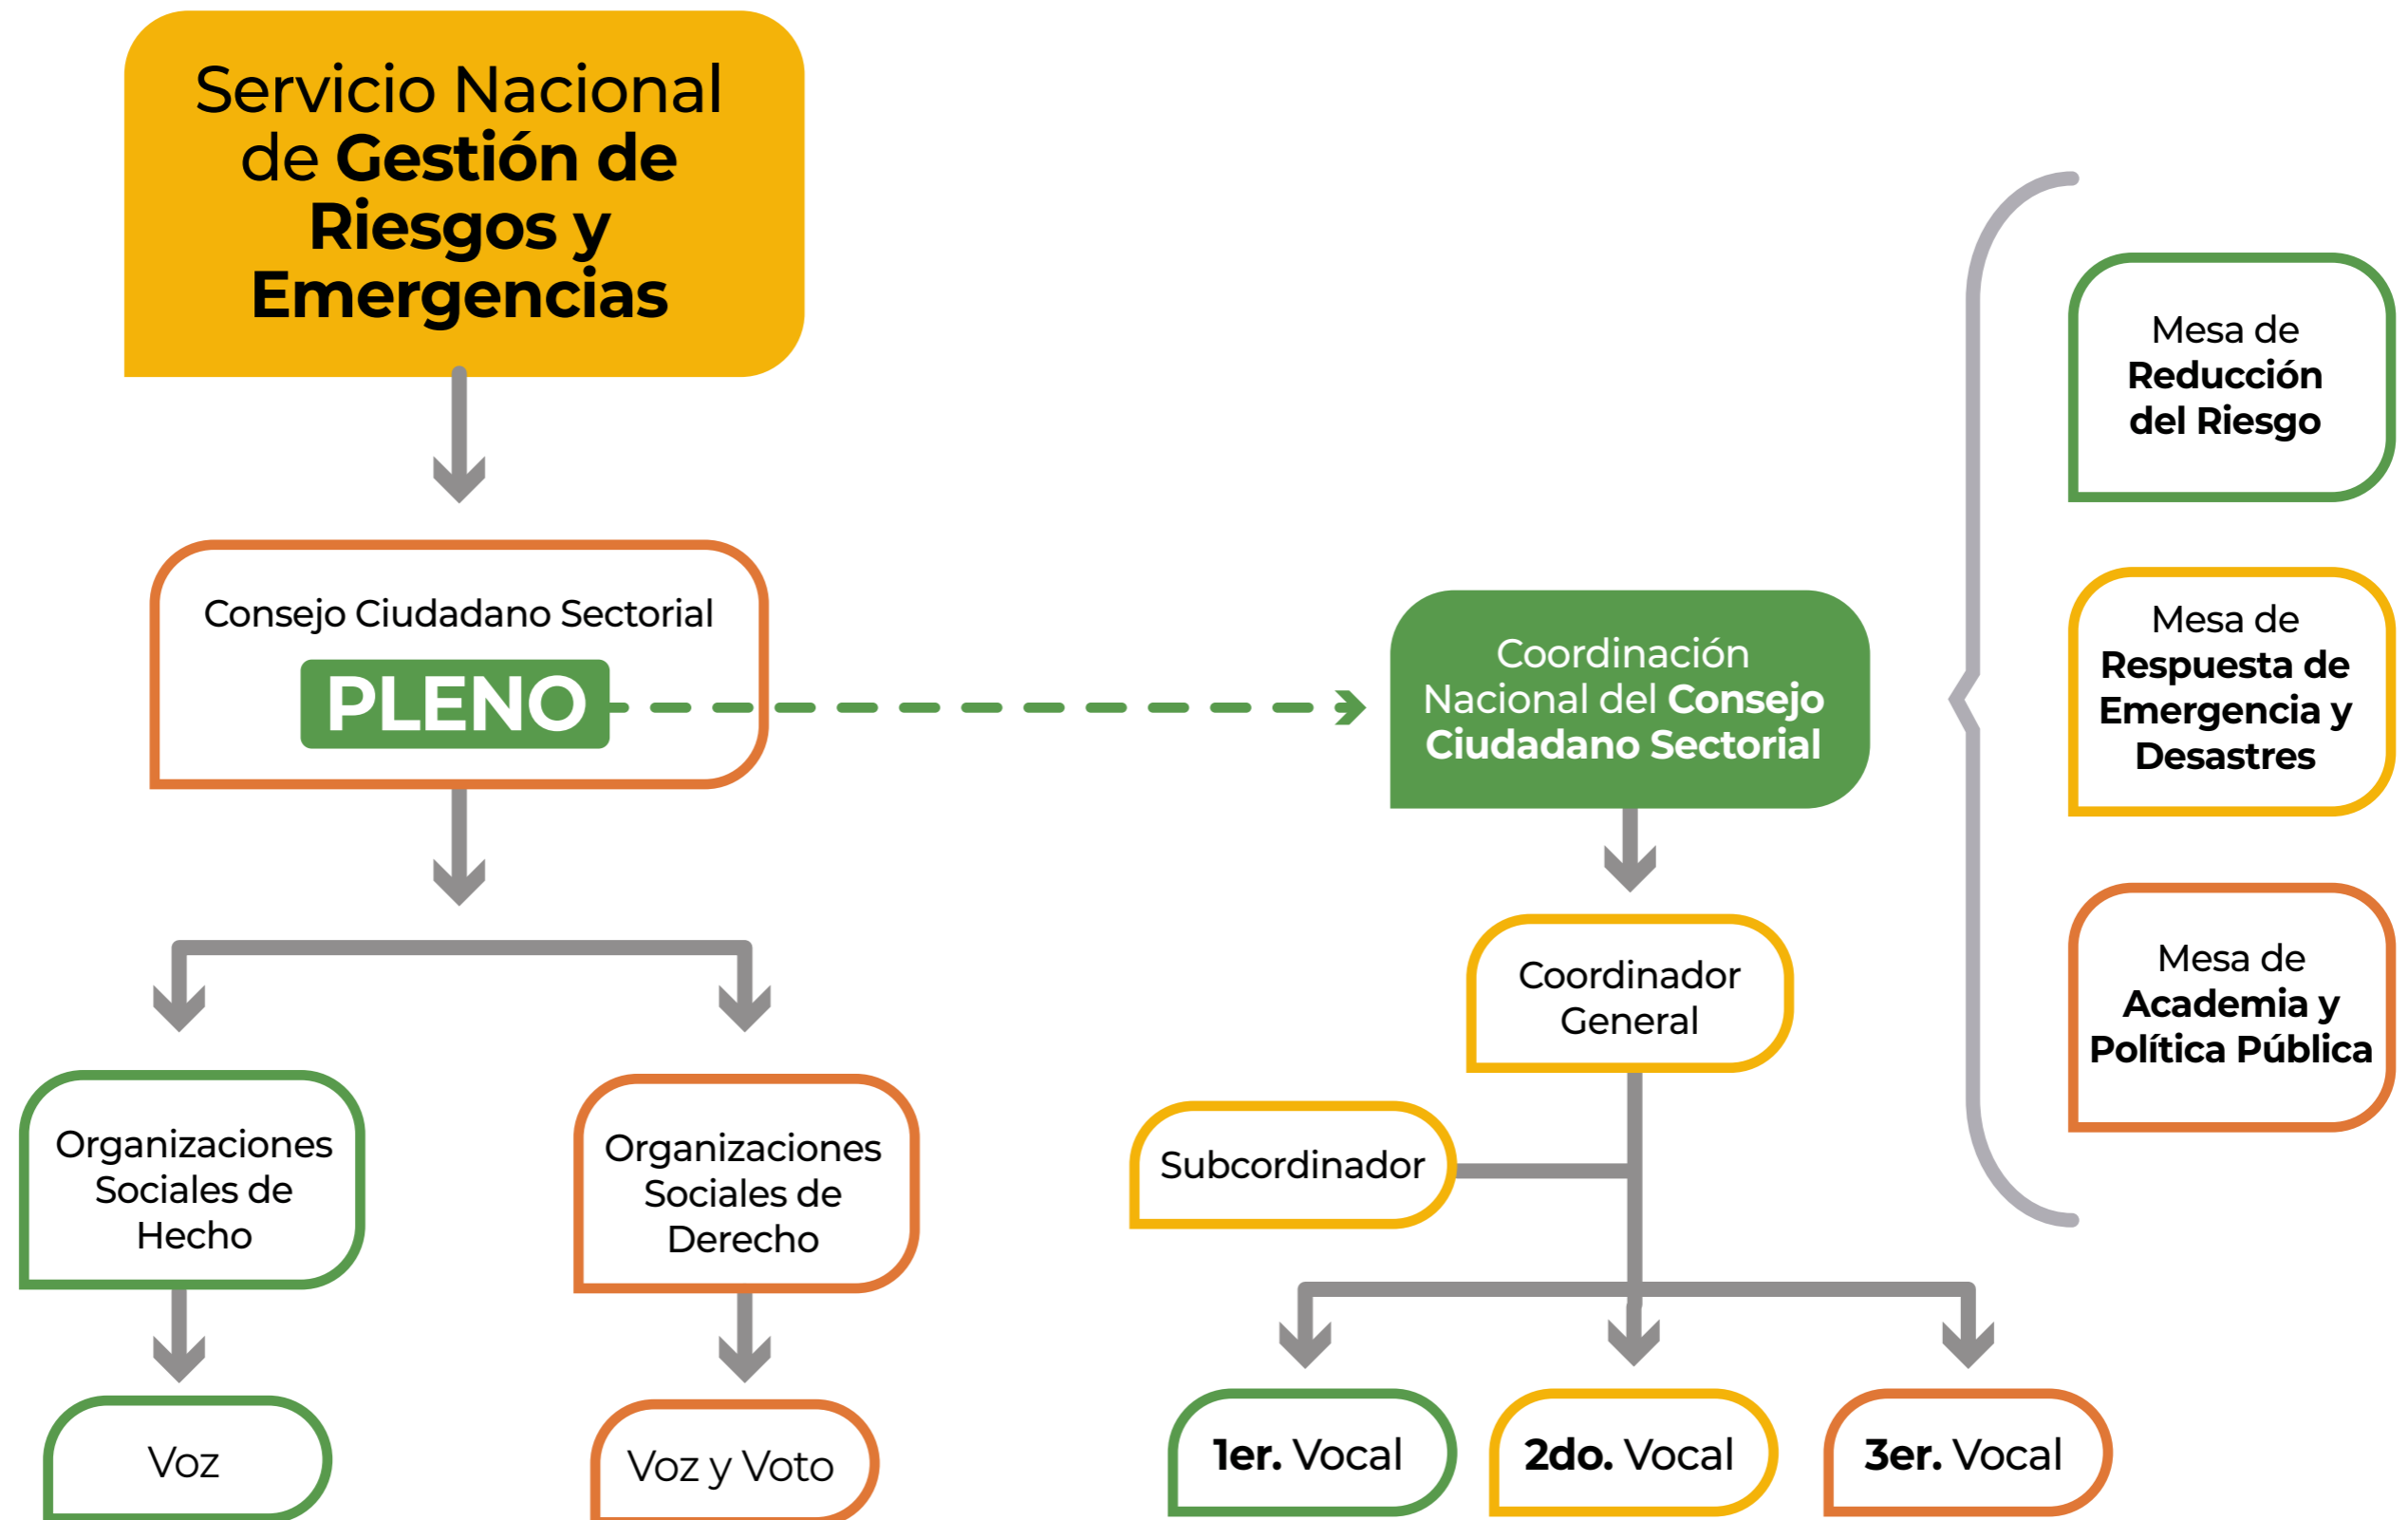 Servicio Nacional
de Gestión de
Riesgos y
Emergencias
Consejo Ciudadano Sectorial
PLENO
Organizaciones
Sociales de
Hecho
Voz
Organizaciones
Sociales de
Derecho
Voz y Voto
Coordinación
Nacional del Consejo
Ciudadano Sectorial
Coordinador
General
Subcordinador
1er. Vocal
2do. Vocal
3er. Vocal
Mesa de
Reducción
del Riesgo
Mesa de
Respuesta de
Emergencia y
Desastres
Mesa de
Academia y
Política Pública